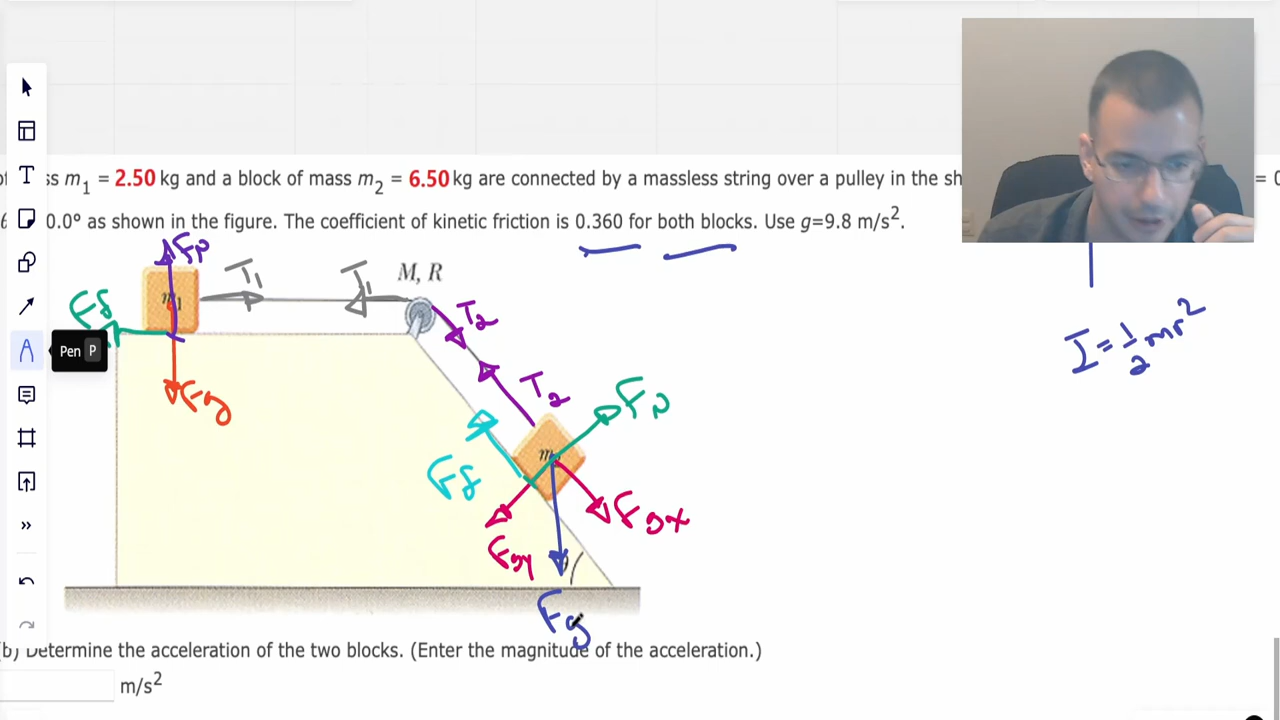 ss m1 = 2.50 kg and a block of mass m2 = 6.50 kg are connected by a massless string over a pulley in the sh = 0
0.0° as shown in the figure. The coefficient of kinetic friction is 0.360 for both blocks. Use g=9.8 m/s2.
T
FN
T1
T1
M, R
m1
Ff
T2
I = 1/2 mr2
Pen P
Fg
T2
FN
Ff
Fgx
Fgy
Fg
(b) Determine the acceleration of the two blocks. (Enter the magnitude of the acceleration.)
m/s2